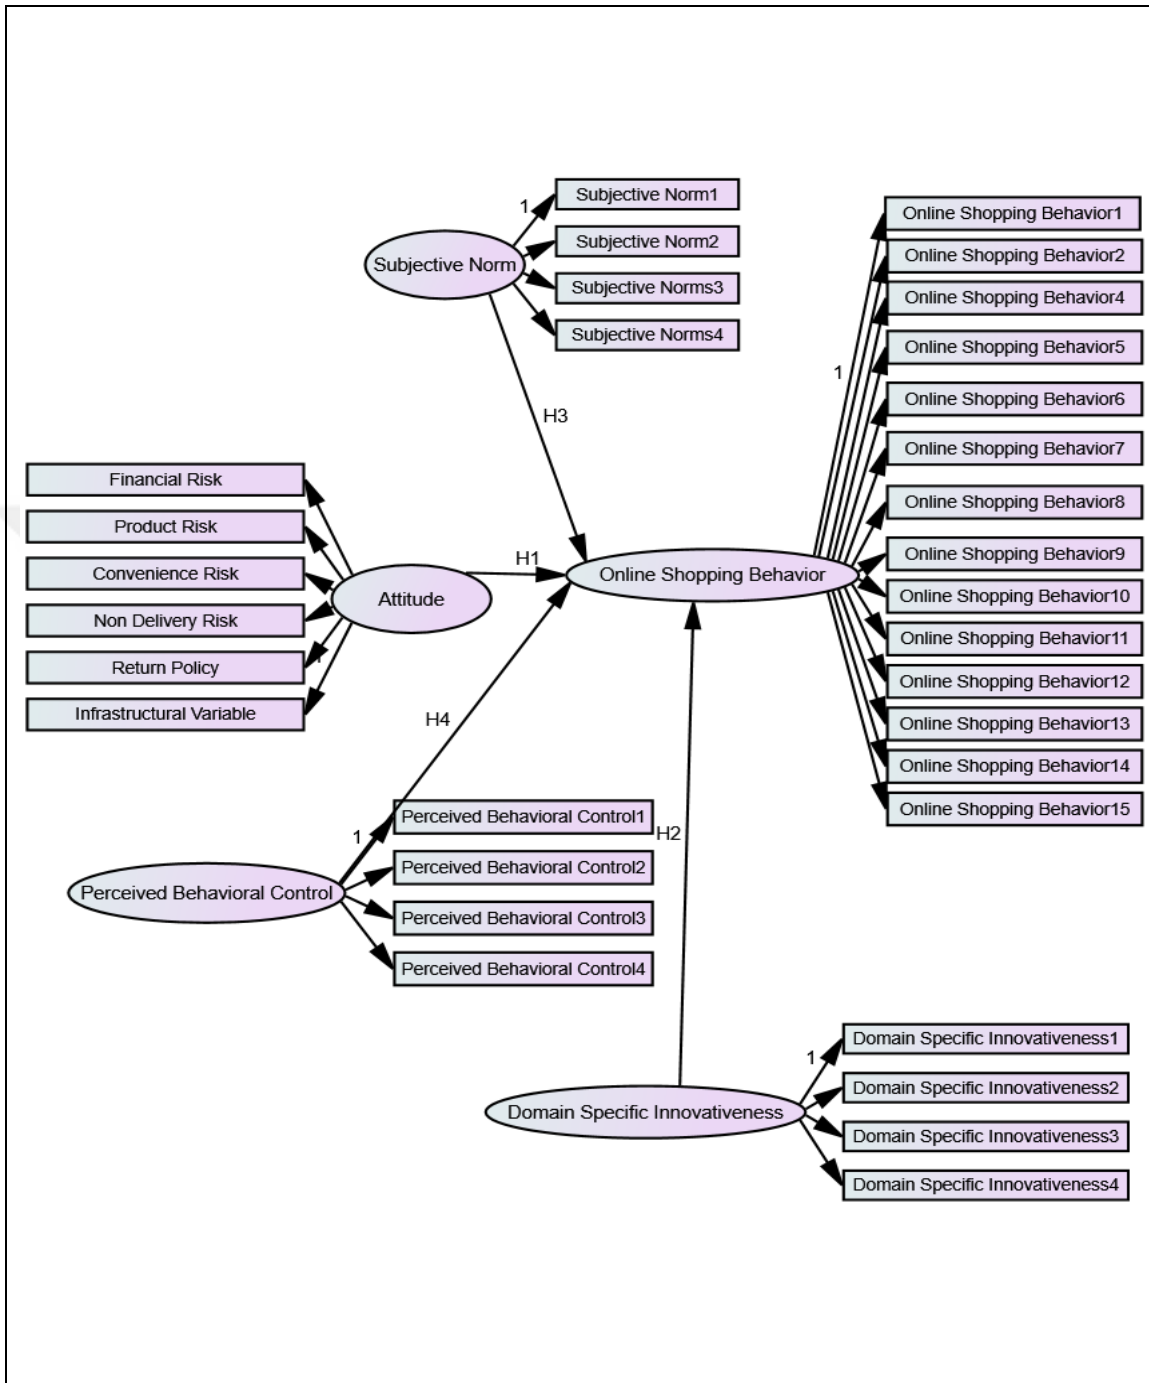 Subjective Norm1
1
Subjective Norm2
Subjective Norm
Subjective Norms3
Subjective Norms4
H3
Online Shopping Behavior1
Online Shopping Behavior2
Online Shopping Behavior4
Online Shopping Behavior5
1
Online Shopping Behavior6
Online Shopping Behavior7
Online Shopping Behavior8
Online Shopping Behavior9
Online Shopping Behavior10
Online Shopping Behavior11
Online Shopping Behavior12
Online Shopping Behavior13
Online Shopping Behavior14
Online Shopping Behavior15
Financial Risk
Product Risk
Convenience Risk
Non Delivery Risk
Return Policy
Infrastructural Variable
Attitude
1
H1
Online Shopping Behavior
H4
Perceived Behavioral Control1
1
Perceived Behavioral Control2
Perceived Behavioral Control
Perceived Behavioral Control3
Perceived Behavioral Control4
H2
Domain Specific Innovativeness1
1
Domain Specific Innovativeness2
Domain Specific Innovativeness
Domain Specific Innovativeness3
Domain Specific Innovativeness4